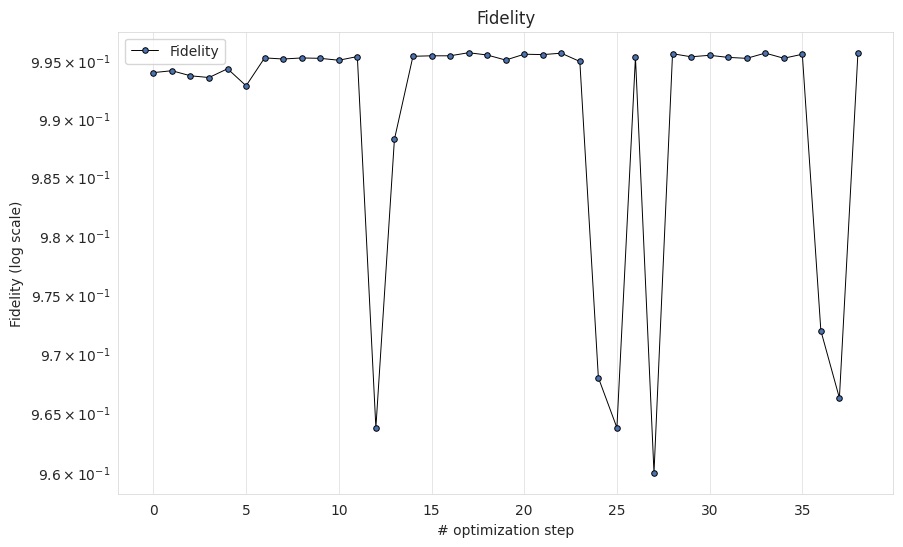 Fidelity
Fidelity
9.95 × 10⁻¹
9.9 × 10⁻¹
9.85 × 10⁻¹
9.8 × 10⁻¹
9.75 × 10⁻¹
9.7 × 10⁻¹
9.65 × 10⁻¹
9.6 × 10⁻¹
Fidelity (log scale)
0 5 10 15 20 25 30 35
# optimization step